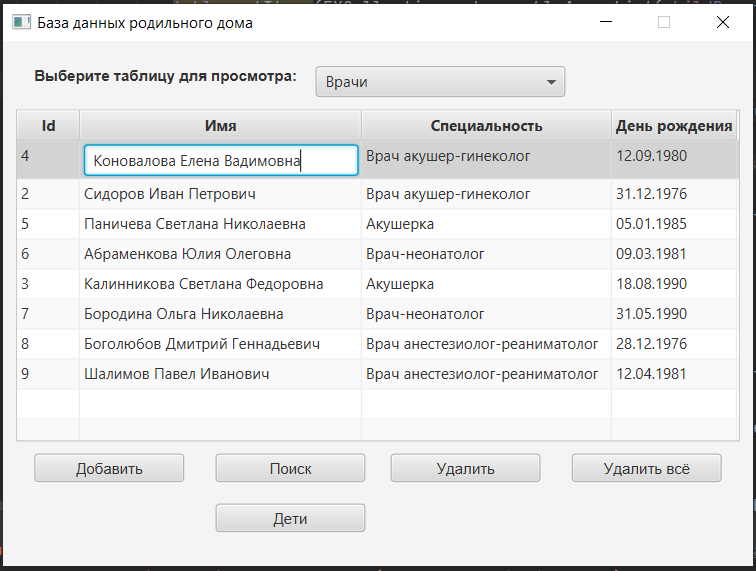 База данных родильного дома
Выберите таблицу для просмотра: Врачи
Id Имя Специальность День рождения
4 Коновалова Елена Вадимовна Врач акушер-гинеколог 12.09.1980
2 Сидоров Иван Петрович Врач акушер-гинеколог 31.12.1976
5 Паничева Светлана Николаевна Акушерка 05.01.1985
6 Абраменкова Юлия Олеговна Врач-неонатолог 09.03.1981
3 Калинникова Светлана Федоровна Акушерка 18.08.1990
7 Бородина Ольга Николаевна Врач-неонатолог 31.05.1990
8 Боголюбов Дмитрий Геннадьевич Врач анестезиолог-реаниматолог 28.12.1976
9 Шалимов Павел Иванович Врач анестезиолог-реаниматолог 12.04.1981
Добавить Поиск Удалить Удалить всё
Дети